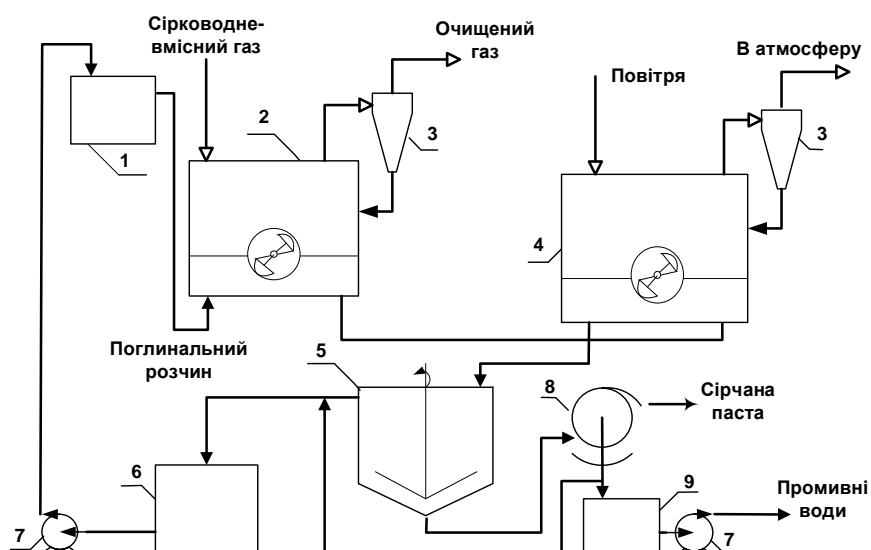 Сірководне-
вмісний газ
Очищений
газ
В атмосферу
Повітря
2
3
3
1
4
Поглинальний
розчин
5
8
Сірчана
паста
6
9
Промивні
води
7
7